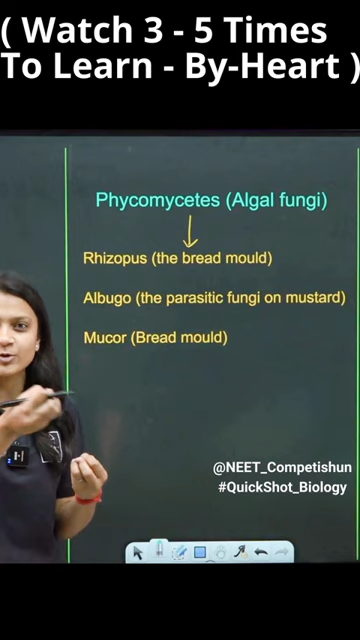 ( Watch 3 - 5 Times
To Learn - By-Heart )
Phycomycetes (Algal fungi)
Rhizopus (the bread mould)
Albugo (the parasitic fungi on mustard)
Mucor (Bread mould)
@NEET_Competishun
#QuickShot_Biology